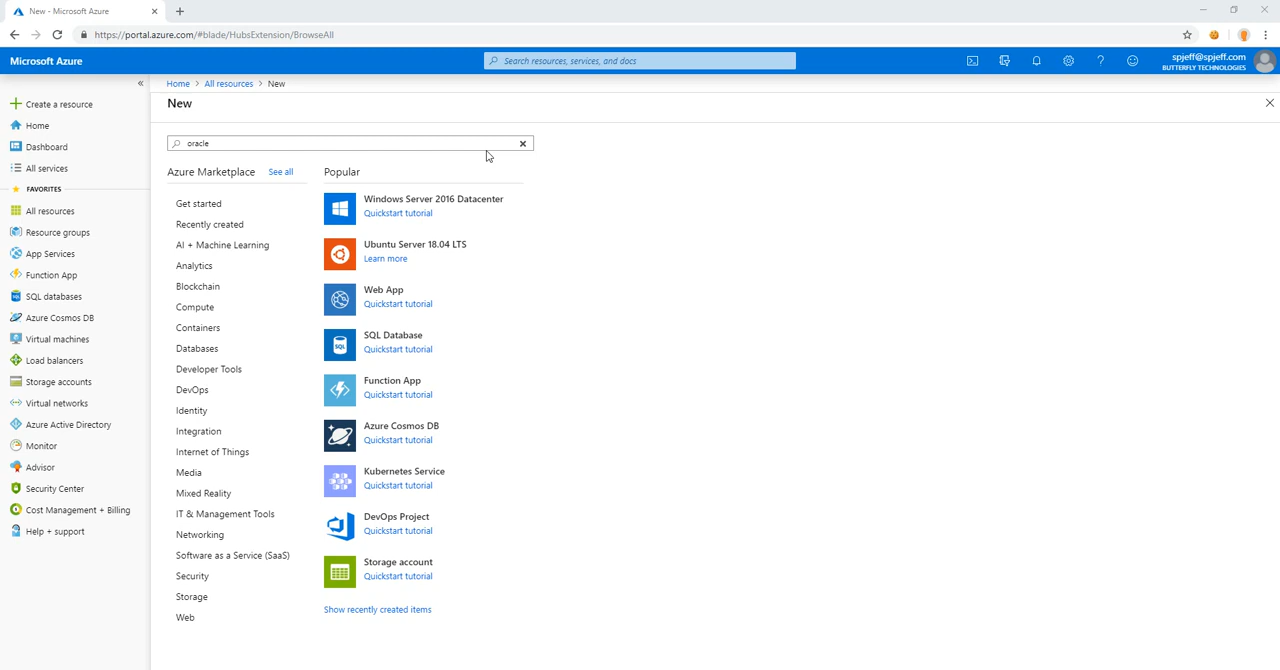 New - Microsoft Azure
https://portal.azure.com/#blade/HubsExtension/BrowseAll
Microsoft Azure
Search resources, services, and docs
spjeff@spjeff.com
BUTTERFLY TECHNOLOGIES
Create a resource
Home
Dashboard
All services
FAVORITES
All resources
Resource groups
App Services
Function App
SQL databases
Azure Cosmos DB
Virtual machines
Load balancers
Storage accounts
Virtual networks
Azure Active Directory
Monitor
Advisor
Security Center
Cost Management + Billing
Help + support
Home > All resources > New
New
oracle
Azure Marketplace See all
Get started
Recently created
AI + Machine Learning
Analytics
Blockchain
Compute
Containers
Databases
Developer Tools
DevOps
Identity
Integration
Internet of Things
Media
Mixed Reality
IT & Management Tools
Networking
Software as a Service (SaaS)
Security
Storage
Web
Popular
Windows Server 2016 Datacenter
Quickstart tutorial
Ubuntu Server 18.04 LTS
Learn more
Web App
Quickstart tutorial
SQL Database
SQL
Quickstart tutorial
Function App
Quickstart tutorial
Azure Cosmos DB
Quickstart tutorial
Kubernetes Service
Quickstart tutorial
DevOps Project
Quickstart tutorial
Storage account
Quickstart tutorial
Show recently created items